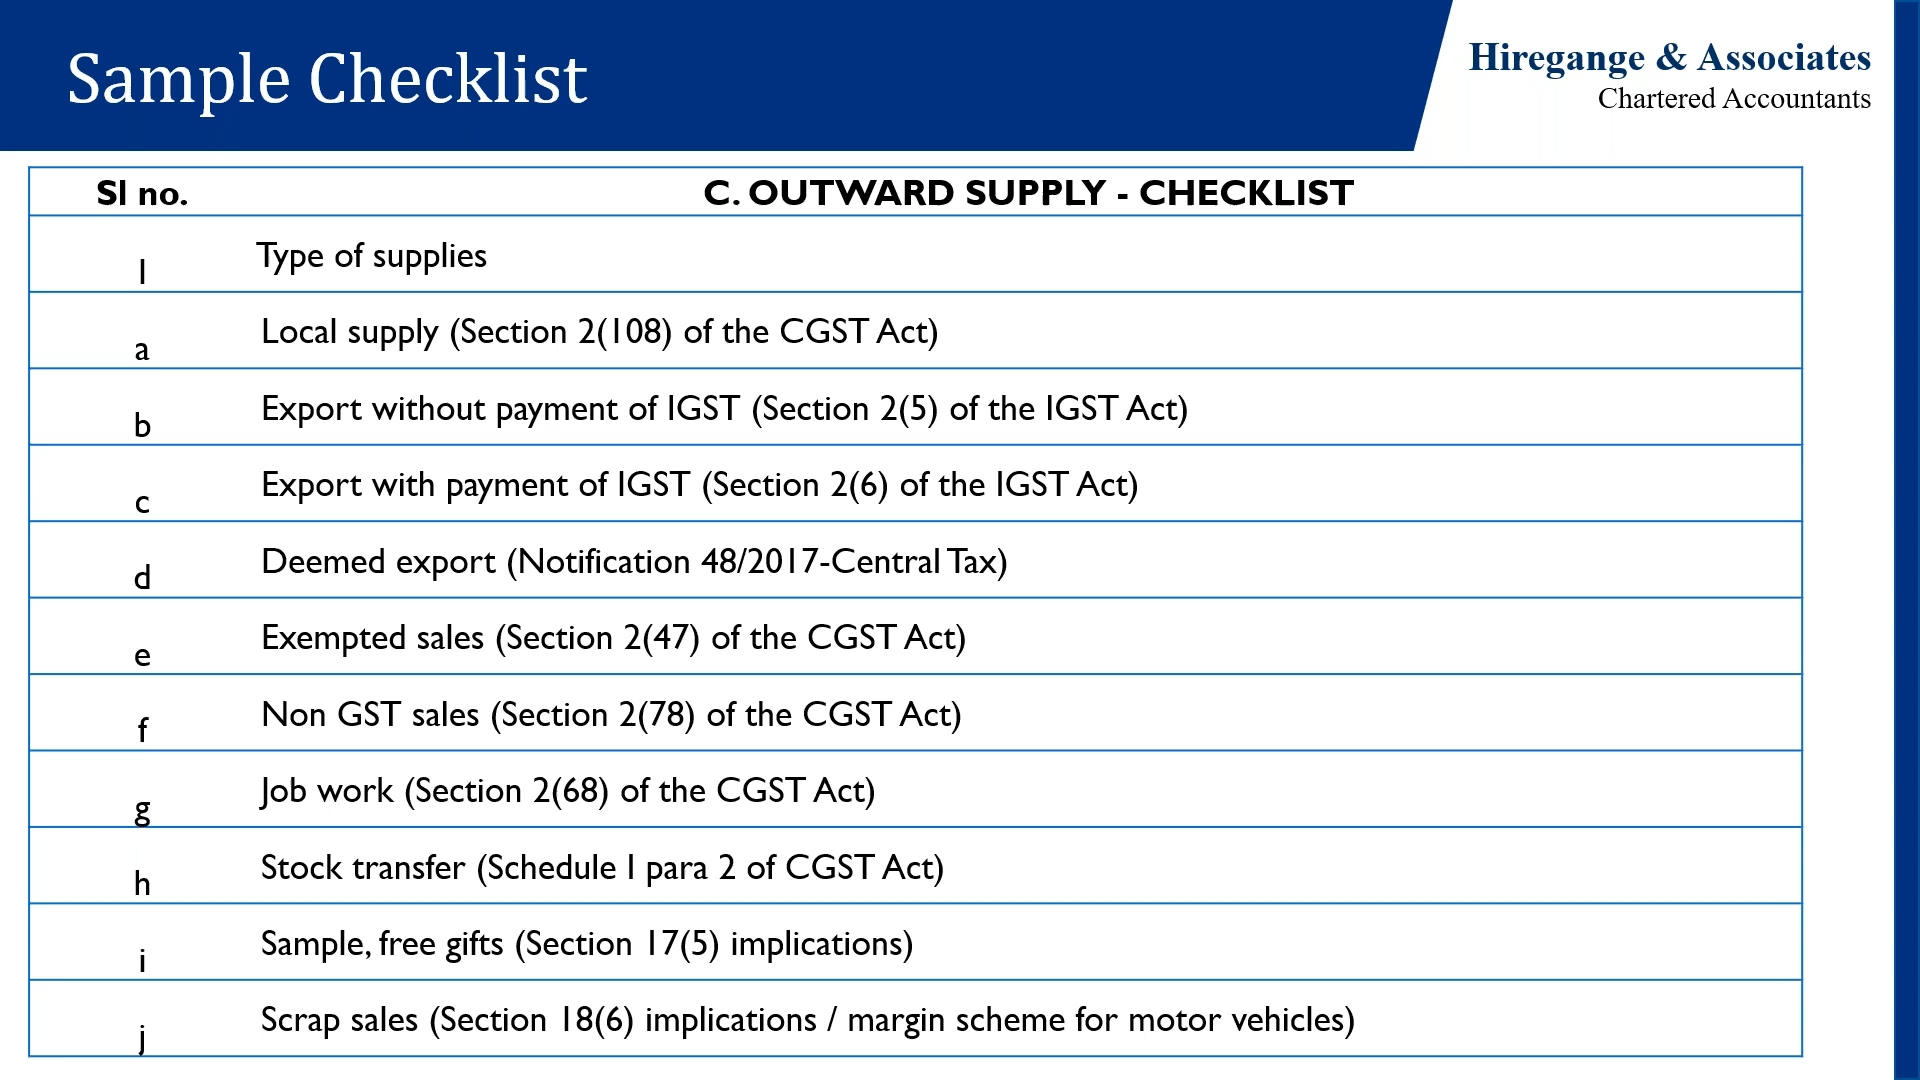 Sample Checklist
Hiregange & Associates
Chartered Accountants
Sl no. C. OUTWARD SUPPLY - CHECKLIST
1 Type of supplies
a Local supply (Section 2(108) of the CGST Act)
b Export without payment of IGST (Section 2(5) of the IGST Act)
c Export with payment of IGST (Section 2(6) of the IGST Act)
d Deemed export (Notification 48/2017-Central Tax)
e Exempted sales (Section 2(47) of the CGST Act)
f Non GST sales (Section 2(78) of the CGST Act)
g Job work (Section 2(68) of the CGST Act)
h Stock transfer (Schedule I para 2 of CGST Act)
i Sample, free gifts (Section 17(5) implications)
j Scrap sales (Section 18(6) implications / margin scheme for motor vehicles)